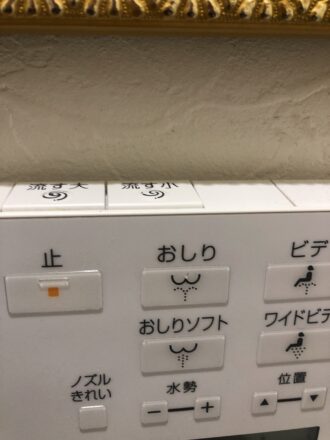 流す大 流す小
止 おしり ビデ
おしりソフト ワイドビデ
ノズル
きれい
水勢 位置
− + ▲ ▼